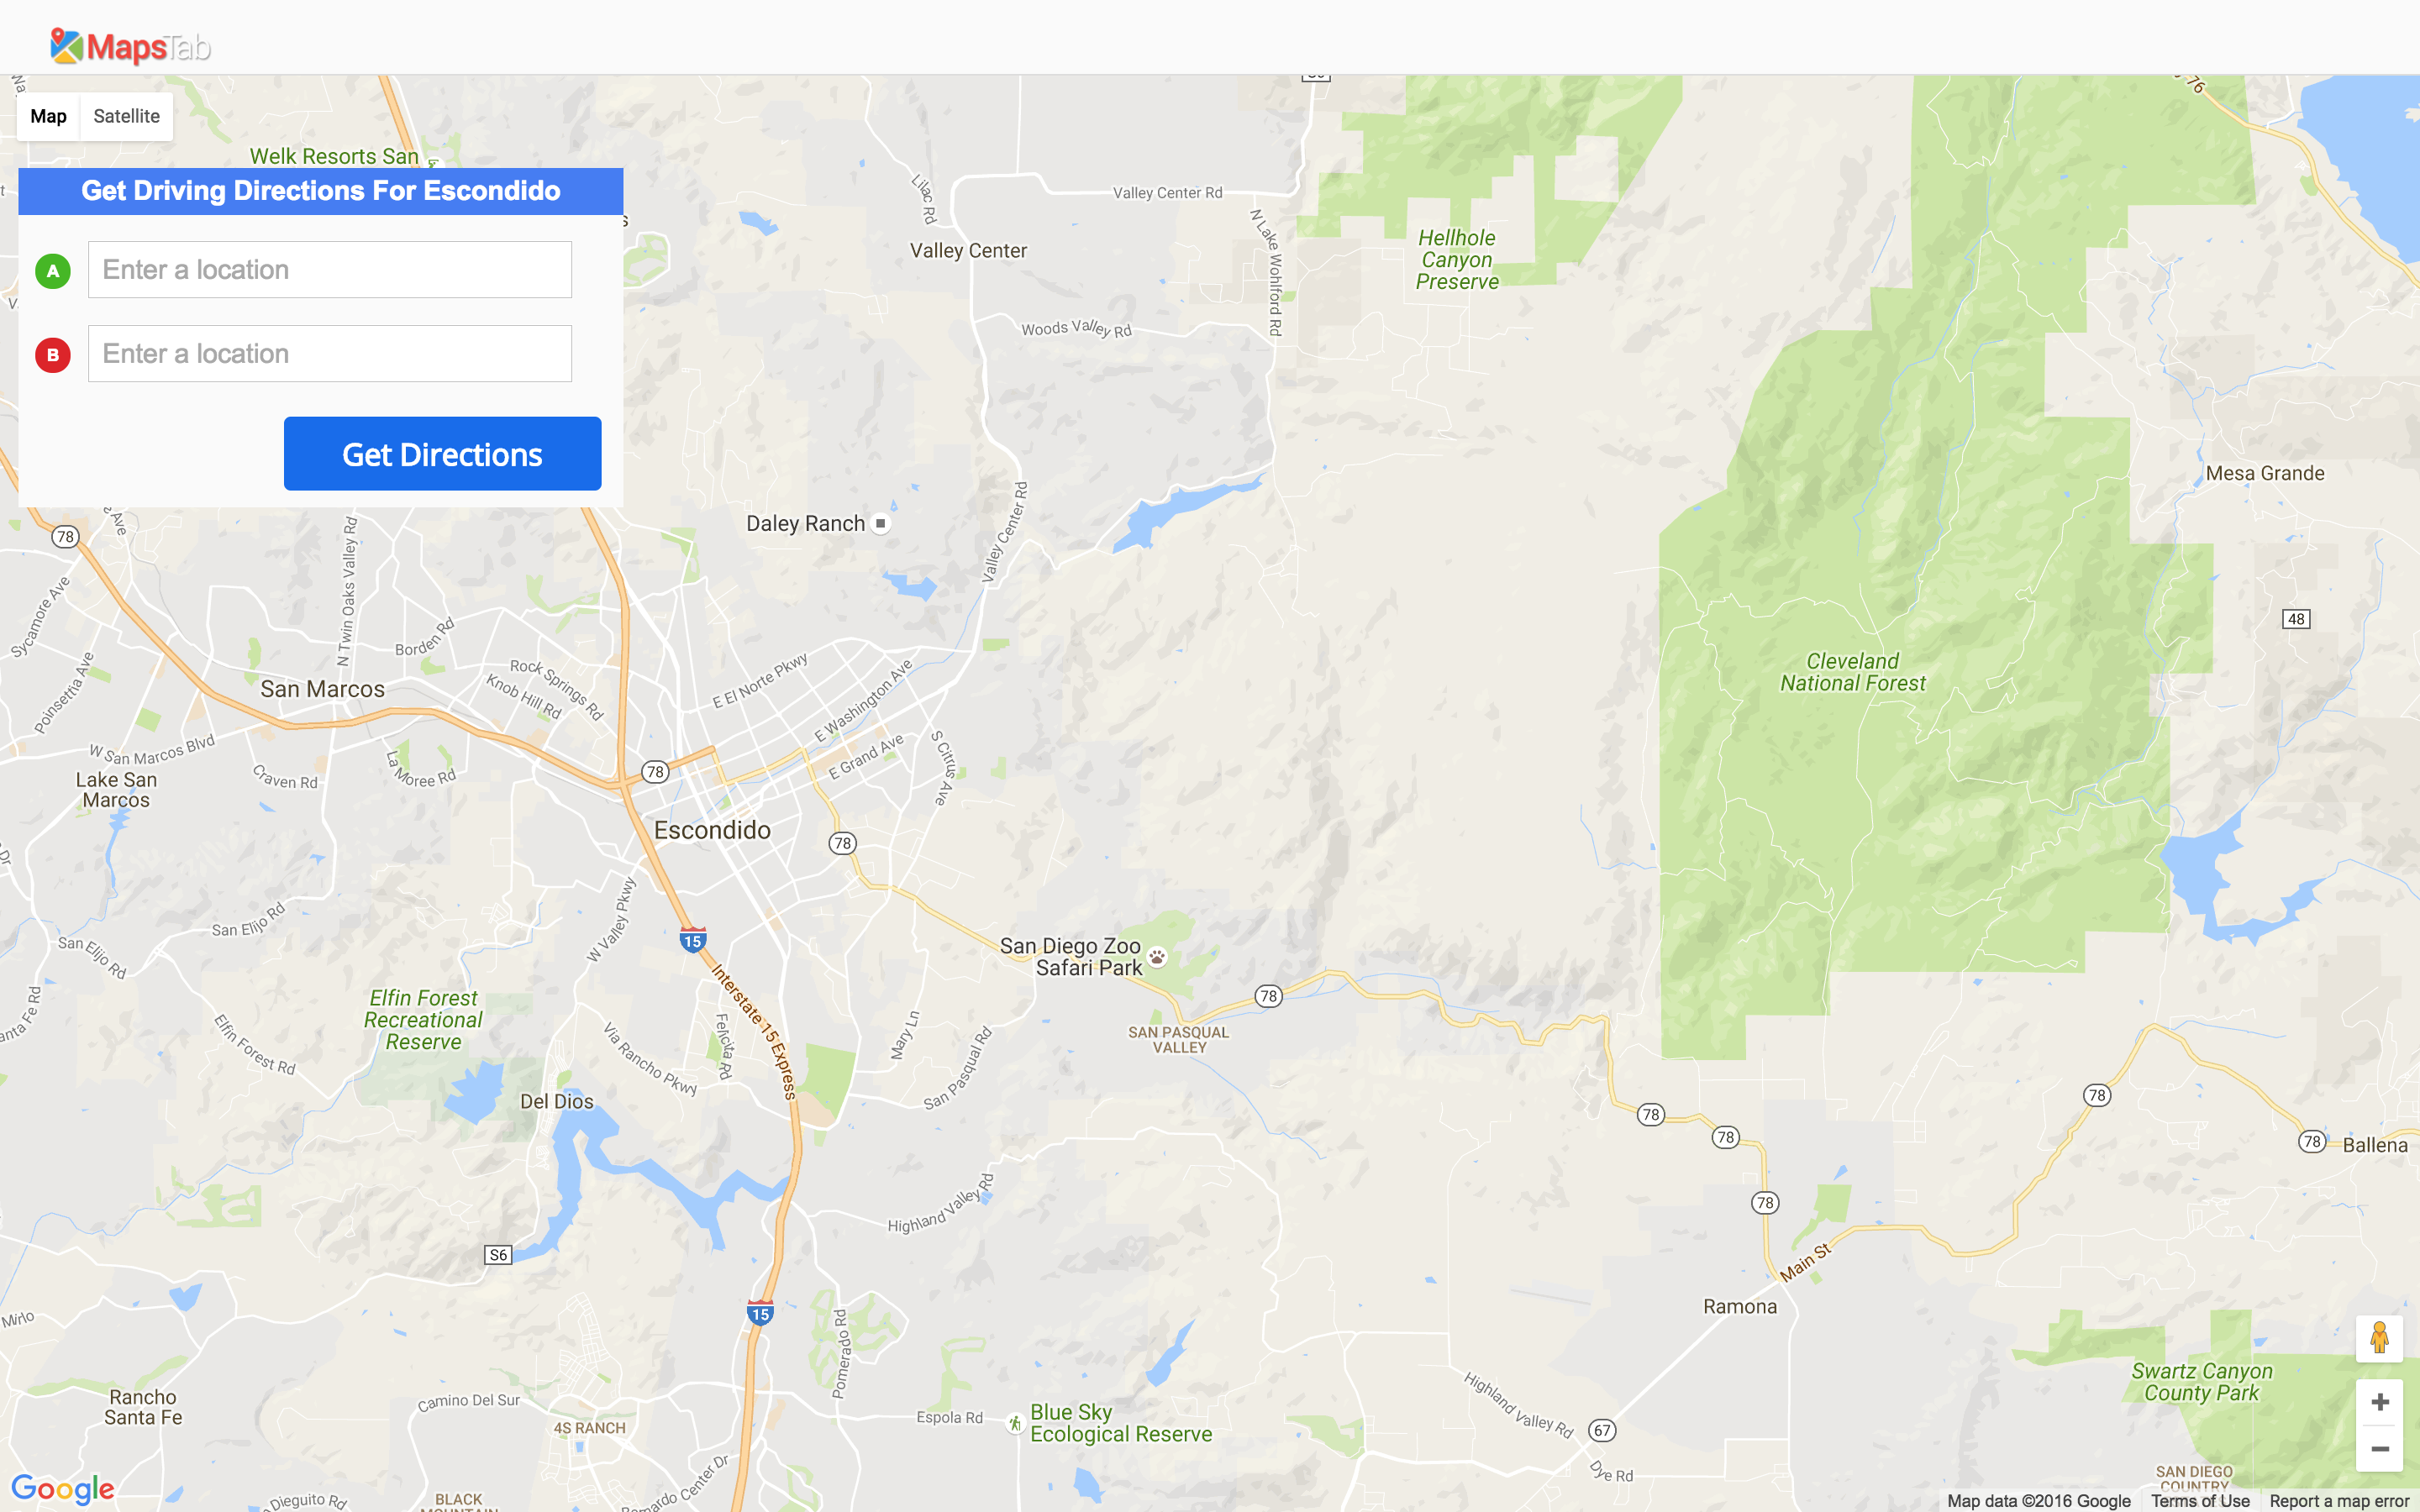 MapsTab
76
Map
Satellite
Welk Resorts San
Get Driving Directions For Escondido
A
Enter a location
B
Enter a location
Get Directions
Lilac Rd
Valley Center Rd
N Lake Wohlford Rd
Valley Center
Hellhole
Canyon
Preserve
Woods Valley Rd
Mesa Grande
Daley Ranch
Valley Center Rd
78
Sycamore Ave
N Twin Oaks Valley Rd
Borden Rd
48
Poinsettia Ave
San Marcos
Rock Springs Rd
Knob Hill Rd
E El Norte Pkwy
E Washington Ave
Cleveland
National Forest
W San Marcos Blvd
Craven Rd
La Moree Rd
78
E Grand Ave
S Citrus Ave
Lake San
Marcos
Escondido
78
San Elijo Rd
San Elijo Rd
W Valley Pkwy
15
Interstate 15 Express
San Diego Zoo
Safari Park
78
Elfin Forest
Recreational
Reserve
Elfin Forest Rd
Via Rancho Pkwy
Felicita Rd
Mary Ln
San Pasqual Rd
SAN PASQUAL
VALLEY
Del Dios
78
78
78
78
Ballena
78
Highland Valley Rd
S6
Main St
Ramona
15
Pomerado Rd
Rancho
Santa Fe
Camino Del Sur
4S RANCH
Espola Rd
Blue Sky
Ecological Reserve
Highland Valley Rd
67
Dye Rd
Swartz Canyon
County Park
+
−
Google
Dieguito Rd
BLACK
MOUNTAIN
Bernardo Center Dr
SAN DIEGO
COUNTRY
Map data ©2016 Google
Terms of Use
Report a map error